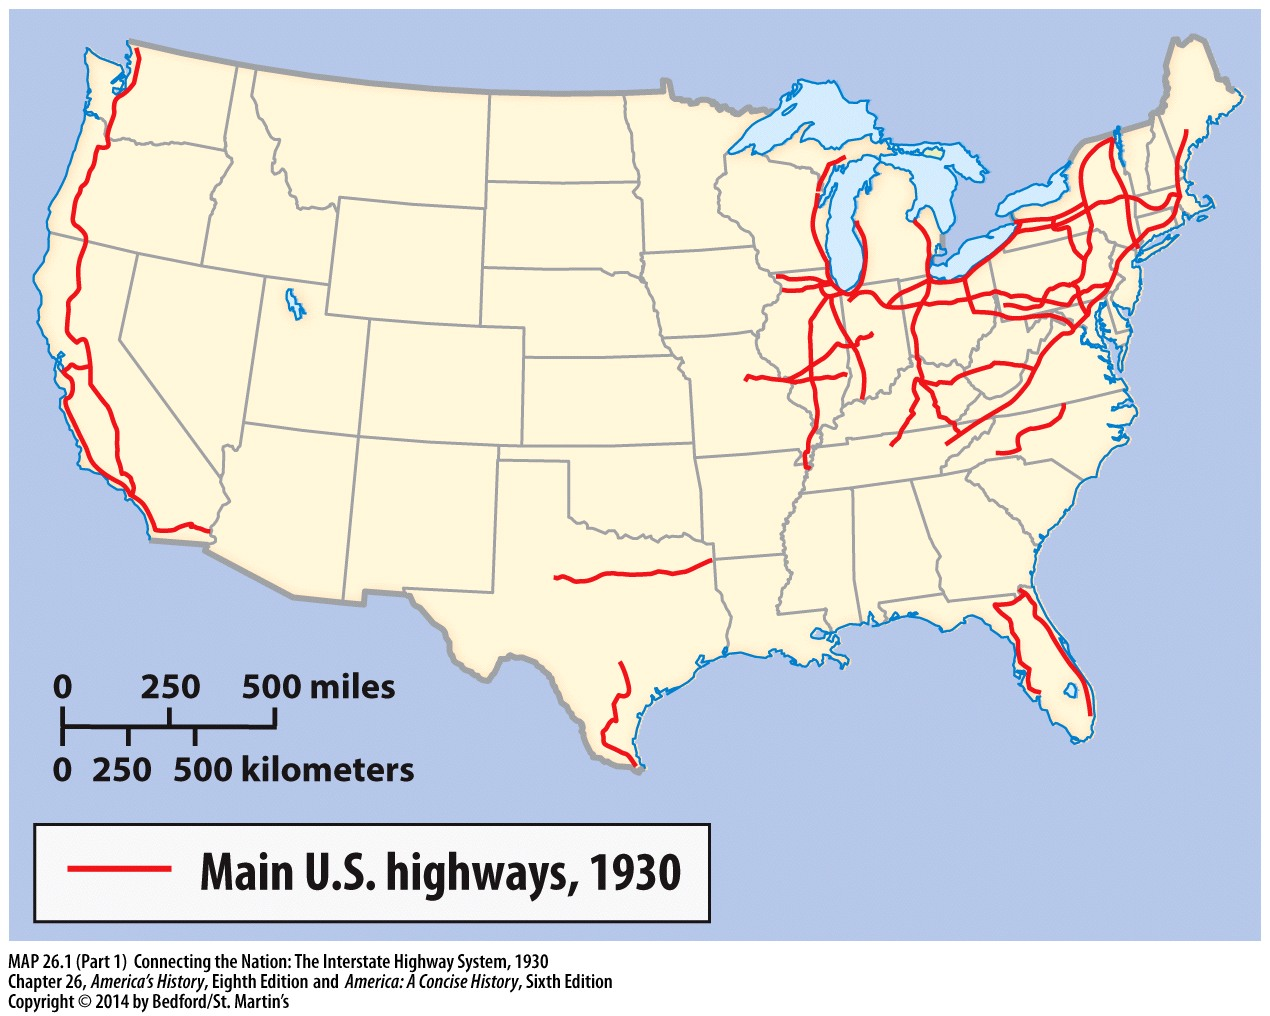 0 250 500 miles
0 250 500 kilometers
Main U.S. highways, 1930
MAP 26.1 (Part 1) Connecting the Nation: The Interstate Highway System, 1930
Chapter 26, America's History, Eighth Edition and America: A Concise History, Sixth Edition
Copyright © 2014 by Bedford/St. Martin's